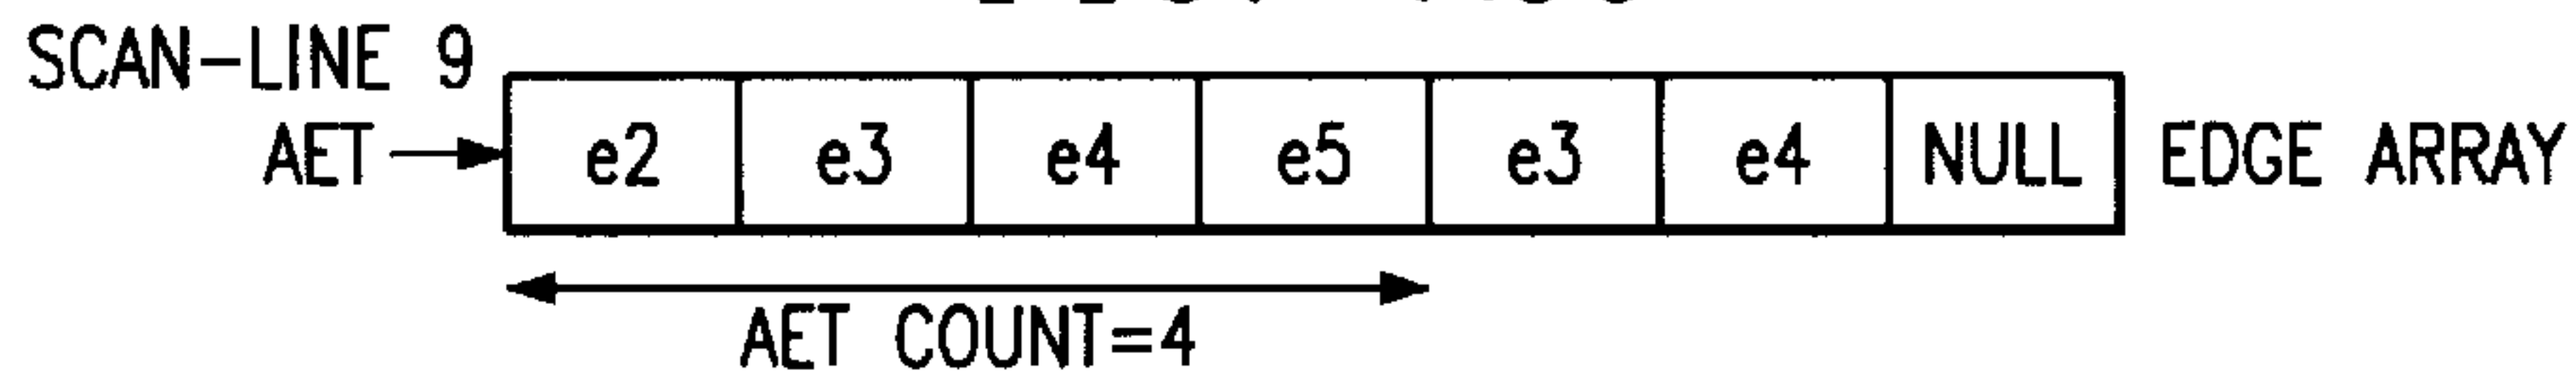 SCAN-LINE 9
AET e2 e3 e4 e5 e3 e4 NULL EDGE ARRAY
AET COUNT=4